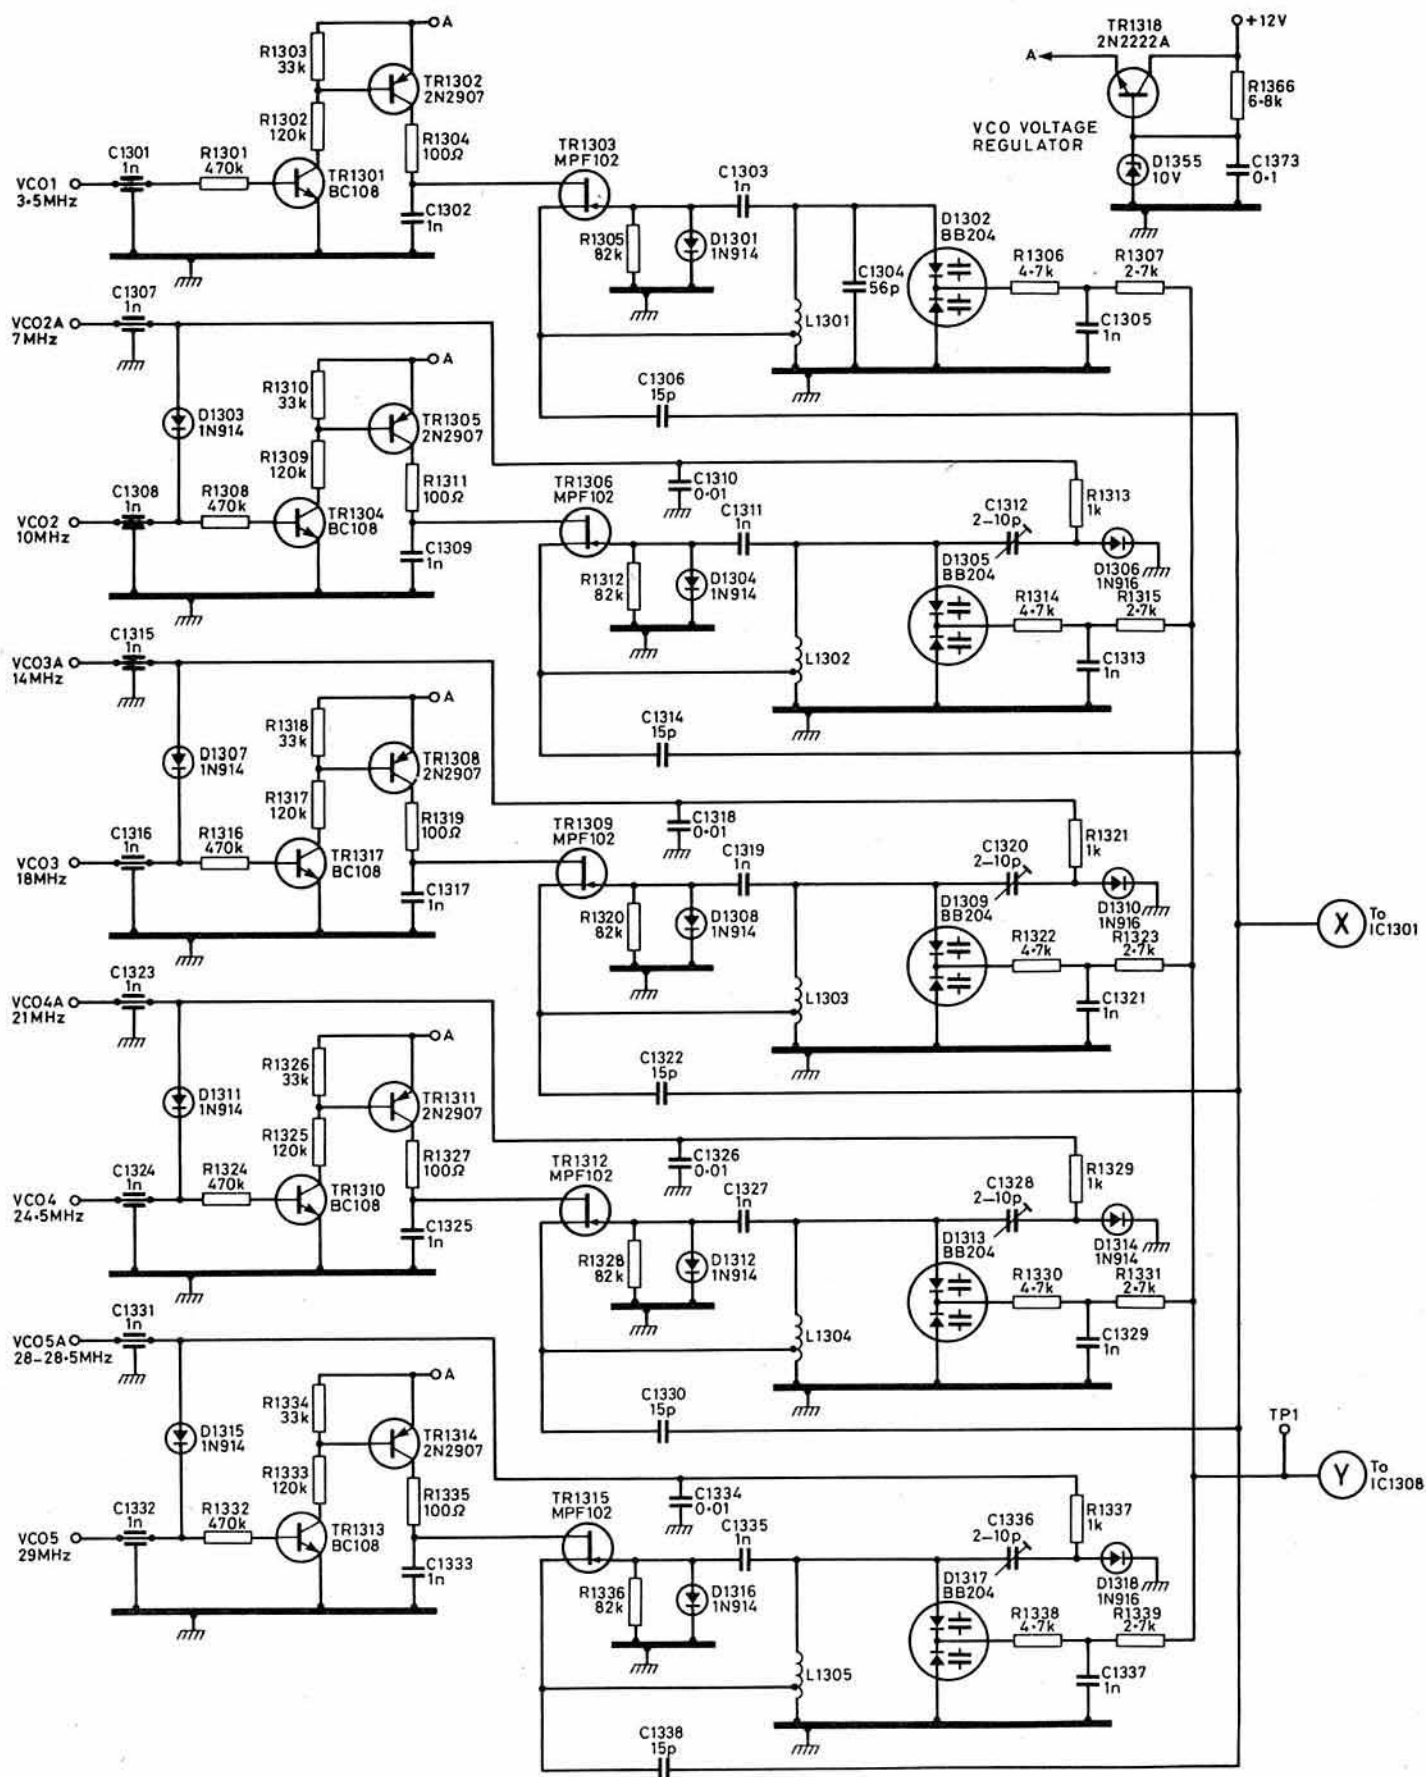 A
R1303
33k
TR1302
2N2907
R1302
120k
R1304
100Ω
C1301
1n
R1301
470k
VCO1
3·5MHz
TR1301
BC108
C1302
1n
TR1303
MPF102
C1303
1n
R1305
82k
D1301
1N914
D1302
BB204
C1304
56p
R1306
4·7k
R1307
2·7k
C1305
1n
L1301
C1306
15p
TR1318
2N2222A
+12V
A
R1366
6·8k
VCO VOLTAGE
REGULATOR
D1355
10V
C1373
0·1
C1307
1n
VCO2A
7MHz
A
R1310
33k
D1303
1N914
TR1305
2N2907
R1309
120k
R1311
100Ω
C1308
1n
R1308
470k
VCO2
10MHz
TR1304
BC108
C1309
1n
C1310
0·01
TR1306
MPF102
C1311
1n
C1312
2–10p
R1313
1k
R1312
82k
D1304
1N914
D1305
BB204
D1306
1N916
R1314
4·7k
R1315
2·7k
C1313
1n
L1302
C1314
15p
C1315
1n
VCO3A
14MHz
A
R1318
33k
D1307
1N914
TR1308
2N2907
R1317
120k
R1319
100Ω
C1316
1n
R1316
470k
VCO3
18MHz
TR1317
BC108
C1317
1n
C1318
0·01
TR1309
MPF102
C1319
1n
C1320
2–10p
R1321
1k
R1320
82k
D1308
1N914
D1309
BB204
D1310
1N916
R1322
4·7k
R1323
2·7k
C1321
1n
L1303
C1322
15p
X
To
IC1301
C1323
1n
VCO4A
21MHz
A
R1326
33k
D1311
1N914
TR1311
2N2907
R1325
120k
R1327
100Ω
C1324
1n
R1324
470k
VCO4
24·5MHz
TR1310
BC108
C1325
1n
C1326
0·01
TR1312
MPF102
C1327
1n
C1328
2–10p
R1329
1k
R1328
82k
D1312
1N914
D1313
BB204
D1314
1N914
R1330
4·7k
R1331
2·7k
C1329
1n
L1304
C1330
15p
C1331
1n
VCO5A
28–28·5MHz
A
R1334
33k
D1315
1N914
TR1314
2N2907
R1333
120k
R1335
100Ω
C1332
1n
R1332
470k
VCO5
29MHz
TR1313
BC108
C1333
1n
TP1
Y
To
IC1308
C1334
0·01
TR1315
MPF102
C1335
1n
C1336
2–10p
R1337
1k
R1336
82k
D1316
1N914
D1317
BB204
D1318
1N916
R1338
4·7k
R1339
2·7k
C1337
1n
L1305
C1338
15p